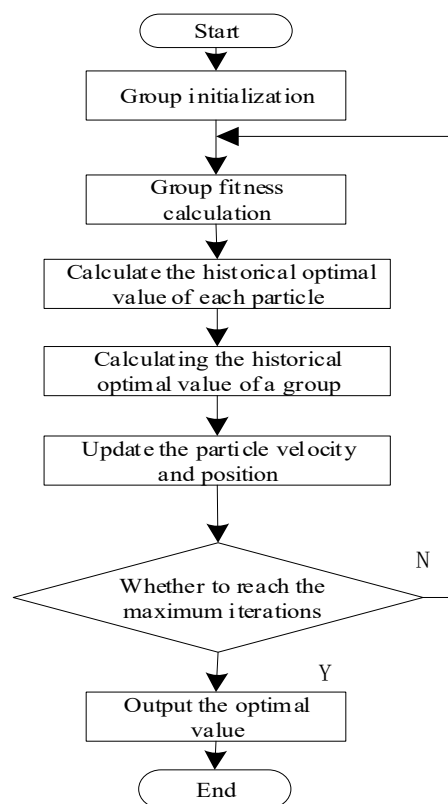 Start
Group initialization
Group fitness
calculation
Calculate the historical optimal
value of each particle
Calculating the historical
optimal value of a group
Update the particle velocity
and position
Whether to reach the
maximum iterations
N
Y
Output the optimal
value
End